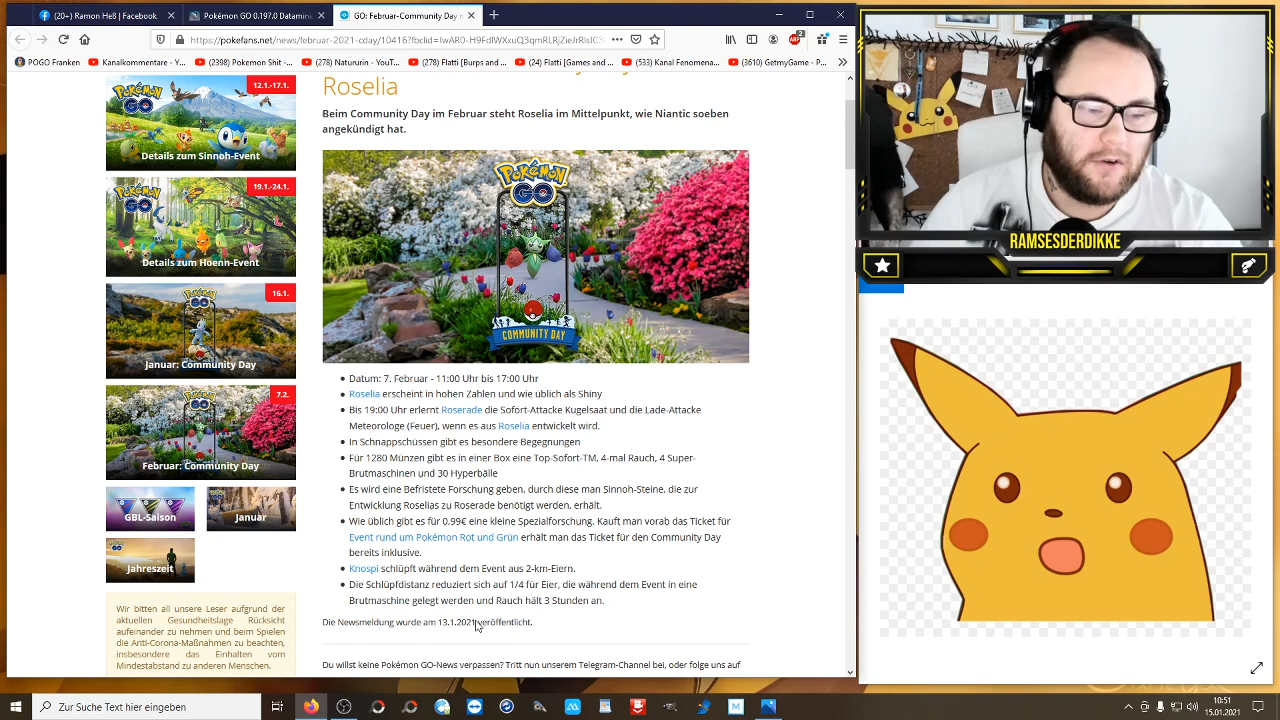 (20+) Ramon Heß | Facebook
Pokémon GO 0.197.0 Datamine
GO: Februar-Community Day m
https://pokefans.net/news/februar-2021-cday/10416?fbclid=IwAR0-H9FdlWXxuQ3qmRLRjZieJrRlsIC3
POGO Franken
Kanalkommentare - Y...
(2398) Pokemon Shit -...
(278) Natururin - YouT...
(278) Flatti [Burps and ...
(24) Flatti [Games and ...
(533) Kanal Fenomena...
(3610) GetmyGame - ...
Roselia
Beim Community Day im Februar steht Roselia im Mittelpunkt, wie Niantic soeben
angekündigt hat.
POKÉMON GO
COMMUNITY DAY
• Datum: 7. Februar - 11:00 Uhr bis 17:00 Uhr
• Roselia erscheint in hohen Zahlen und wie üblich als Shiny
• Bis 19:00 Uhr erlernt Roserade die Sofort-Attacke Kugelsaat und die Lade-Attacke
Meteorologe (Feuer), wenn es aus Roselia entwickelt wird.
• In Schnappschüssen gibt es besondere Begegnungen
• Für 1280 Münzen gibt es in einer Box eine Top-Sofort-TM, 4-mal Rauch, 4 Super-
Brutmaschinen und 30 Hyperbälle
• Es wird eine Befristete Forschung geben, durch diese man Sinnoh-Steine, die zur
Entwicklung Roselias zu Roserade benötigt werden, erhält.
• Wie üblich gibt es für 0,99€ eine kleine Spezialforschung. Kauft man vorab das Ticket für
Event rund um Pokémon Rot und Grün erhält man das Ticket für den Community Day
bereits inklusive.
• Knospi schlüpft während dem Event aus 2-km-Eiern.
• Die Schlüpfdistanz reduziert sich auf 1/4 für Eier, die während dem Event in eine
Brutmaschine gelegt werden und Rauch hält 3 Stunden an.
Die Newsmeldung wurde am 13.1.2021 veröffentlicht.
Du willst keine Pokémon GO-News verpassen? Tritt nun unserem Telegram-Channel bei, oder folge uns auf
POKÉMON GO
12.1.-17.1.
Details zum Sinnoh-Event
POKÉMON GO
19.1.-24.1.
Details zum Hoenn-Event
16.1.
Januar: Community Day
7.2.
Februar: Community Day
GBL-Saison
Januar
Jahreszeit
Wir bitten all unsere Leser aufgrund der
aktuellen Gesundheitslage Rücksicht
aufeinander zu nehmen und beim Spielen
die Anti-Corona-Maßnahmen zu beachten,
insbesondere das Einhalten vom
Mindestabstand zu anderen Menschen.
RAMSESDERDIKKE
Zur Suche Text hier eingeben
10:51
15.01.2021